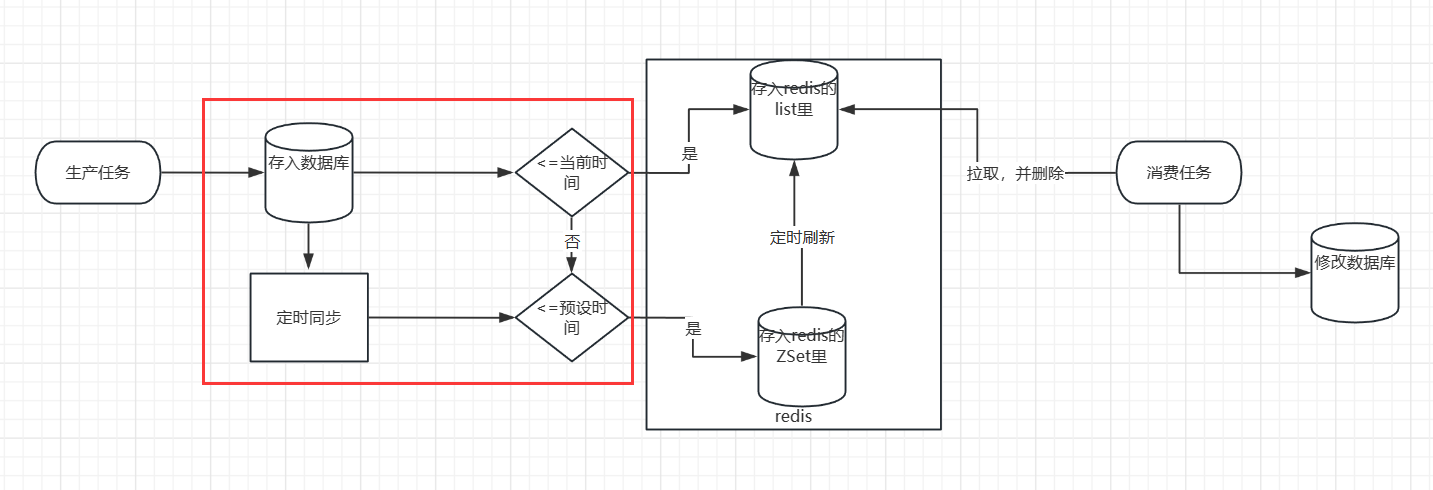 生产任务
存入数据库
定时同步
<=当前时
间
是
否
<=预设时
间
是
存入redis的
list里
定时刷新
存入redis的
ZSet里
redis
拉取，并删除
消费任务
修改数据库